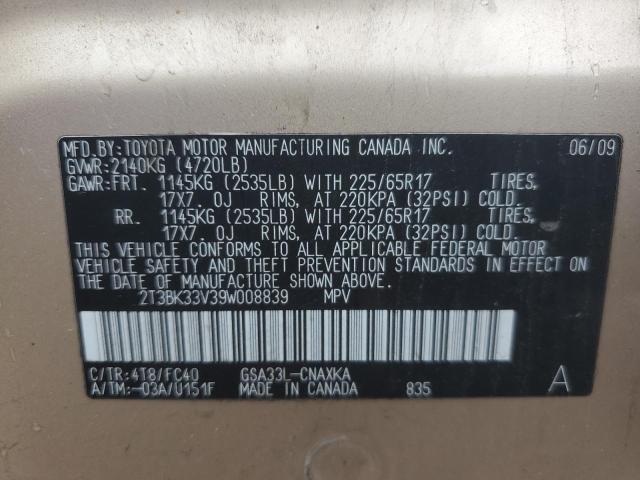 MFD.BY:TOYOTA MOTOR MANUFACTURING CANADA INC. 06/09
GVWR:2140KG (4720LB)
GAWR:FRT. 1145KG (2535LB) WITH 225/65R17 TIRES,
17X7.0J RIMS, AT 220KPA (32PSI) COLD.
RR. 1145KG (2535LB) WITH 225/65R17 TIRES,
17X7.0J RIMS, AT 220KPA (32PSI) COLD.
THIS VEHICLE CONFORMS TO ALL APPLICABLE FEDERAL MOTOR
VEHICLE SAFETY AND THEFT PREVENTION STANDARDS IN EFFECT ON
THE DATE OF MANUFACTURE SHOWN ABOVE.
2T3BK33V39W008839 MPV
C/TR:4T8/FC40 GSA33L-CNAXKA
A/TM:-03A/U151F MADE IN CANADA 835 A